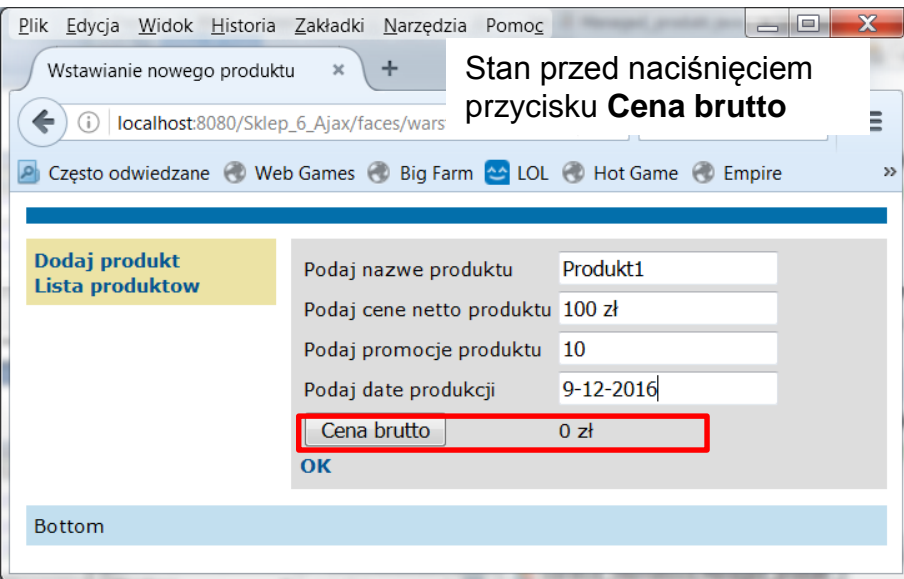 Plik Edycja Widok Historia Zakładki Narzędzia Pomoc
Wstawianie nowego produktu × +
Stan przed naciśnięciem
przycisku Cena brutto
localhost:8080/Sklep_6_Ajax/faces/wars
Często odwiedzane Web Games Big Farm LOL Hot Game Empire »
Dodaj produkt
Lista produktow
Podaj nazwe produktu Produkt1
Podaj cene netto produktu 100 zł
Podaj promocje produktu 10
Podaj date produkcji 9-12-2016
Cena brutto 0 zł
OK
Bottom